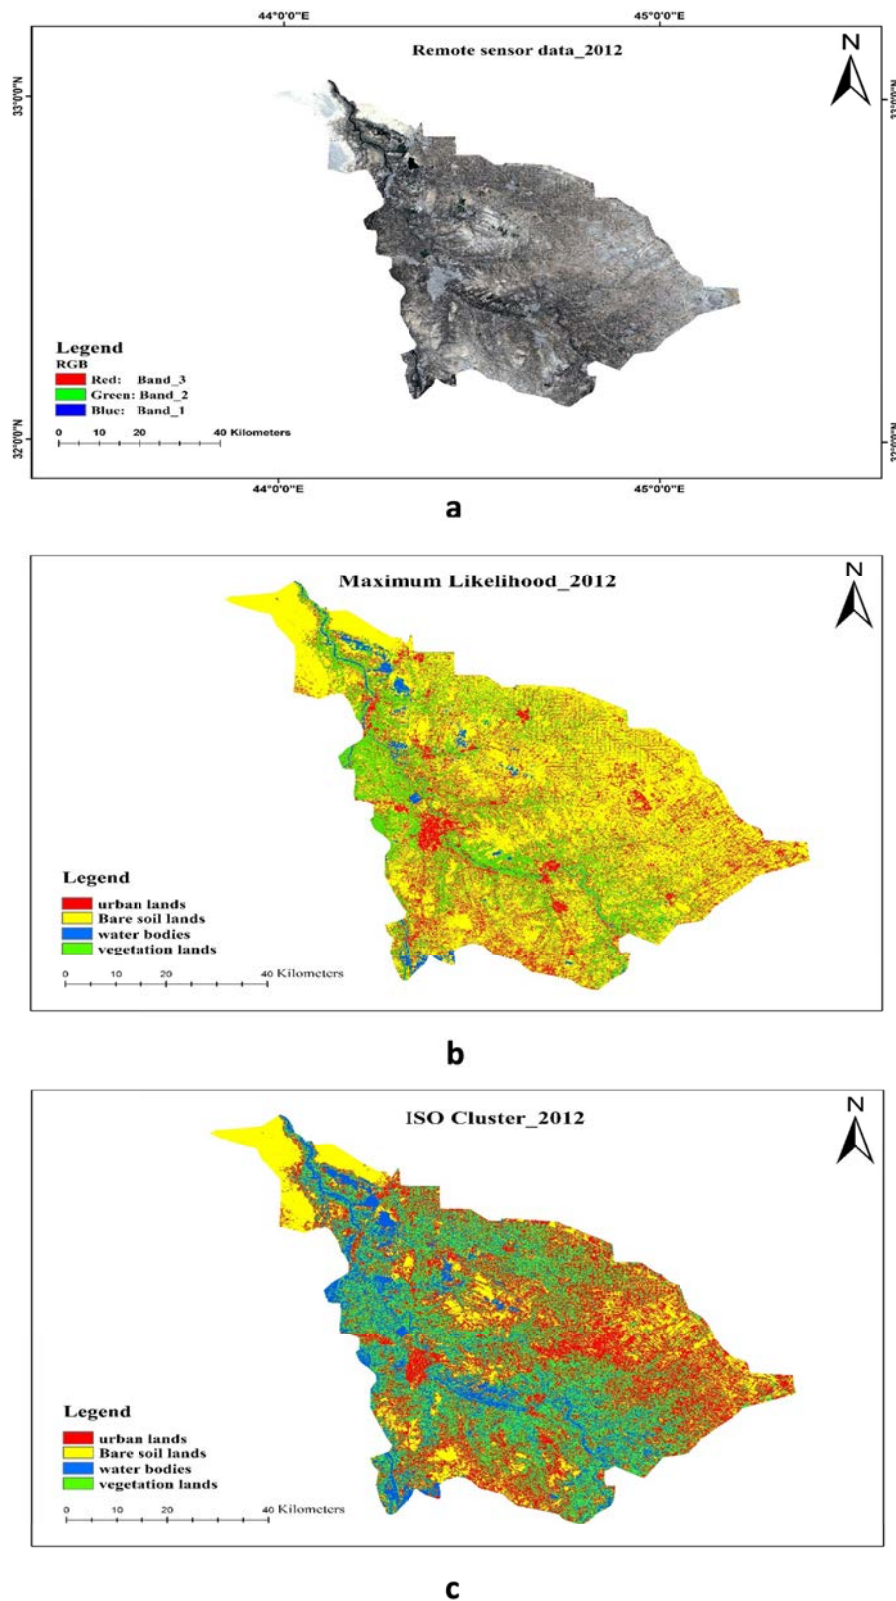 44°0'0"E 45°0'0"E
Remote sensor data_2012
N
33°0'0"N
Legend
RGB
Red: Band_3
Green: Band_2
Blue: Band_1
0 10 20 40 Kilometers
32°0'0"N
44°0'0"E 45°0'0"E
a
Maximum Likelihood_2012
N
Legend
urban lands
Bare soil lands
water bodies
vegetation lands
0 10 20 40 Kilometers
b
ISO Cluster_2012
N
Legend
urban lands
Bare soil lands
water bodies
vegetation lands
0 10 20 40 Kilometers
c